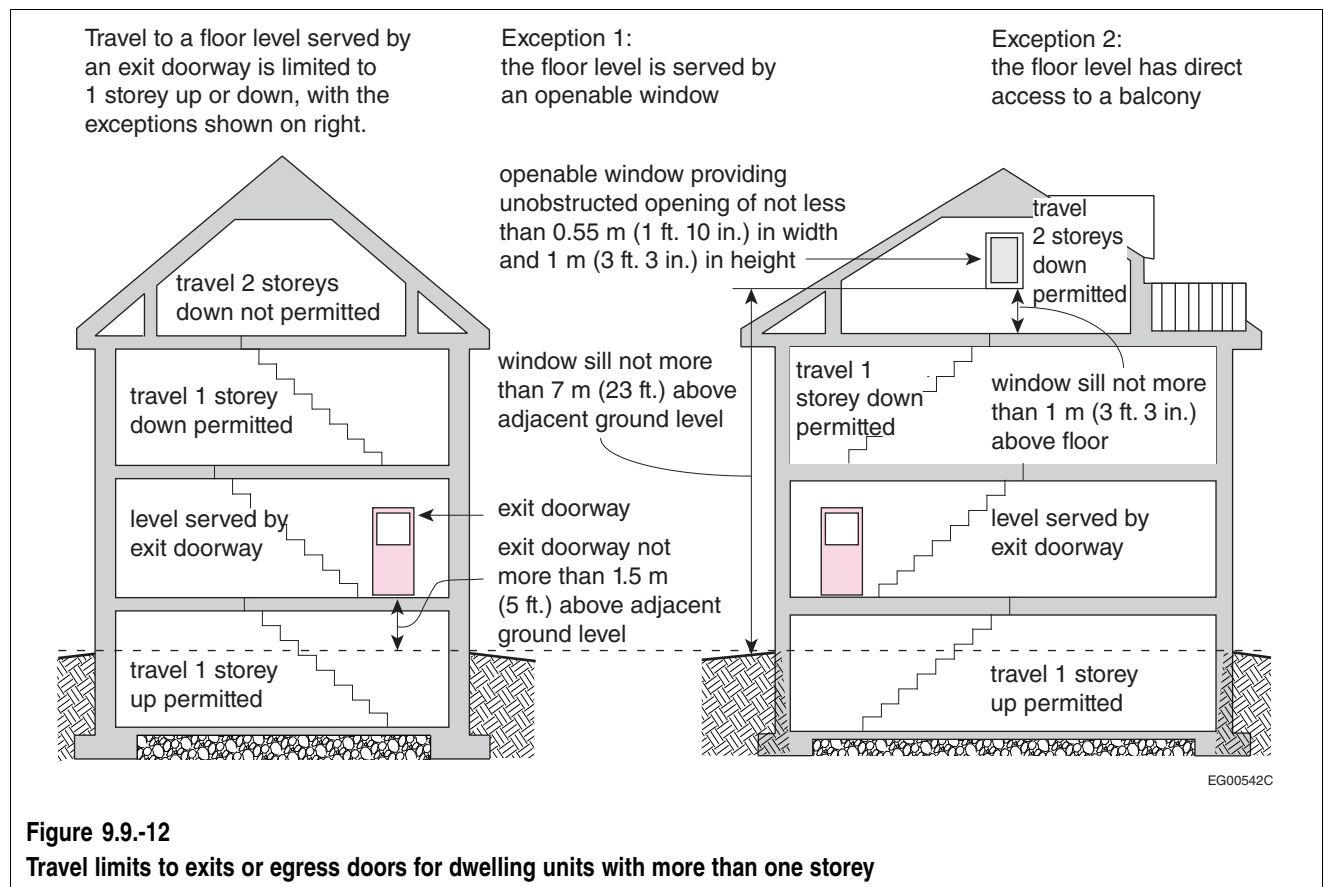 Travel to a floor level served by
an exit doorway is limited to
1 storey up or down, with the
exceptions shown on right.
Exception 1:
the floor level is served by
an openable window
Exception 2:
the floor level has direct
access to a balcony
openable window providing
unobstructed opening of not less
than 0.55 m (1 ft. 10 in.) in width
and 1 m (3 ft. 3 in.) in height
travel
2 storeys
down
permitted
travel 2 storeys
down not permitted
window sill not more
than 7 m (23 ft.) above
adjacent ground level
travel 1
storey down
permitted
window sill not more
than 1 m (3 ft. 3 in.)
above floor
travel 1 storey
down permitted
exit doorway
level served by
exit doorway
level served by
exit doorway
exit doorway not
more than 1.5 m
(5 ft.) above adjacent
ground level
travel 1 storey
up permitted
travel 1 storey
up permitted
EG00542C
Figure 9.9.-12
Travel limits to exits or egress doors for dwelling units with more than one storey